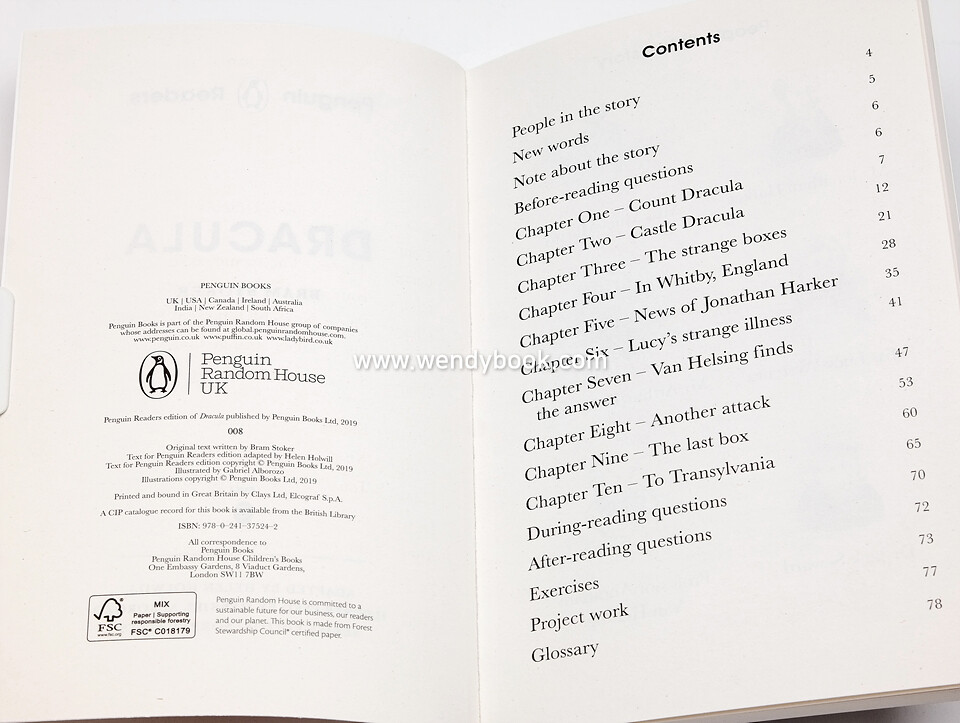 PENGUIN BOOKS
UK | USA | Canada | Ireland | Australia
India | New Zealand | South Africa
Penguin Books is part of the Penguin Random House group of companies
whose addresses can be found at global.penguinrandomhouse.com.
www.penguin.co.uk www.puffin.co.uk www.ladybird.co.uk
Penguin
Random House
UK
Penguin Readers edition of Dracula published by Penguin Books Ltd, 2019
008
Original text written by Bram Stoker
Text for Penguin Readers edition adapted by Helen Holwill
Text for Penguin Readers edition copyright © Penguin Books Ltd, 2019
Illustrated by Gabriel Alborozo
Illustrations copyright © Penguin Books Ltd, 2019
Printed and bound in Great Britain by Clays Ltd, Elcograf S.p.A.
A CIP catalogue record for this book is available from the British Library
ISBN: 978-0-241-37524-2
All correspondence to
Penguin Books
Penguin Random House Children's Books
One Embassy Gardens, 8 Viaduct Gardens,
London SW11 7BW
FSC
www.fsc.org
MIX
Paper | Supporting
responsible forestry
FSC® C018179
Penguin Random House is committed to a
sustainable future for our business, our readers
and our planet. This book is made from Forest
Stewardship Council® certified paper.
Contents
People in the story 4
New words 5
Note about the story 6
Before-reading questions 6
Chapter One – Count Dracula 7
Chapter Two – Castle Dracula 12
Chapter Three – The strange boxes 21
Chapter Four – In Whitby, England 28
Chapter Five – News of Jonathan Harker 35
Chapter Six – Lucy's strange illness 41
Chapter Seven – Van Helsing finds
the answer 47
Chapter Eight – Another attack 53
Chapter Nine – The last box 60
Chapter Ten – To Transylvania 65
During-reading questions 70
After-reading questions 72
Exercises 73
Project work 77
Glossary 78
www.wendybook.com